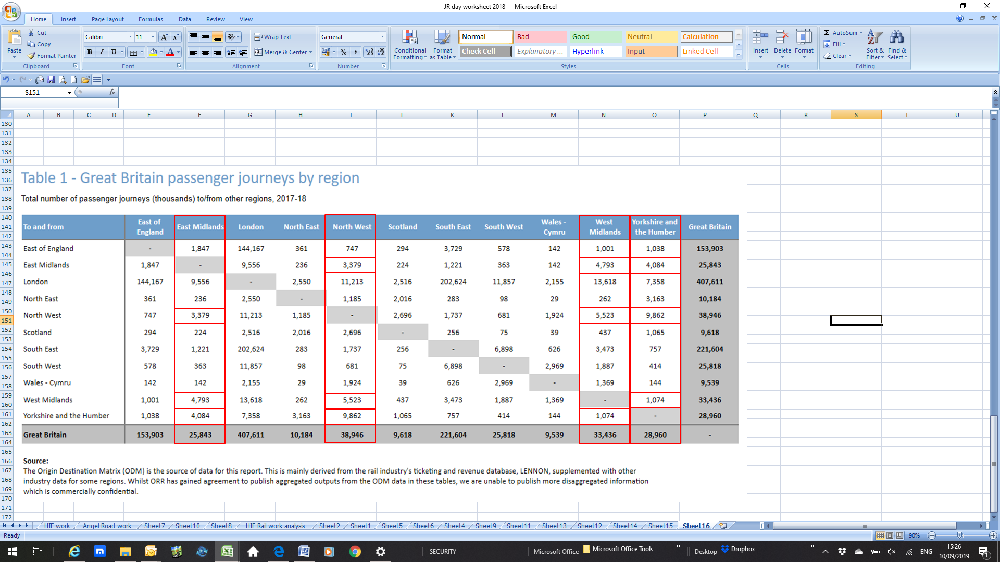 JR day worksheet 2018- - Microsoft Excel
Home Insert Page Layout Formulas Data Review View
Paste Cut Copy Format Painter Clipboard
Calibri 11 B I U Font
Wrap Text Merge & Center Alignment
General % , Number
Conditional Formatting Format as Table
Normal Bad Good Neutral Calculation
Check Cell Explanatory ... Hyperlink Input Linked Cell
Styles
Insert Delete Format Cells
Σ AutoSum Fill Clear Sort & Filter Find & Select Editing
S151 fx
A B C D E F G H I J K L M N O P Q R S T U
130
131
132
133
134
135
136
137
138
139
140
141
142
143
144
145
146
147
148
149
150
151
152
153
154
155
156
157
158
159
160
161
162
163
164
165
166
167
168
169
170
171
172
Table 1 - Great Britain passenger journeys by region
Total number of passenger journeys (thousands) to/from other regions, 2017-18
To and from East of England East Midlands London North East North West Scotland South East South West Wales - Cymru West Midlands Yorkshire and the Humber Great Britain
East of England - 1,847 144,167 361 747 294 3,729 578 142 1,001 1,038 153,903
East Midlands 1,847 - 9,556 236 3,379 224 1,221 363 142 4,793 4,084 25,843
London 144,167 9,556 - 2,550 11,213 2,516 202,624 11,857 2,155 13,618 7,358 407,611
North East 361 236 2,550 - 1,185 2,016 283 98 29 262 3,163 10,184
North West 747 3,379 11,213 1,185 - 2,696 1,737 681 1,924 5,523 9,862 38,946
Scotland 294 224 2,516 2,016 2,696 - 256 75 39 437 1,065 9,618
South East 3,729 1,221 202,624 283 1,737 256 - 6,898 626 3,473 757 221,604
South West 578 363 11,857 98 681 75 6,898 - 2,969 1,887 414 25,818
Wales - Cymru 142 142 2,155 29 1,924 39 626 2,969 - 1,369 144 9,539
West Midlands 1,001 4,793 13,618 262 5,523 437 3,473 1,887 1,369 - 1,074 33,436
Yorkshire and the Humber 1,038 4,084 7,358 3,163 9,862 1,065 757 414 144 1,074 - 28,960
Great Britain 153,903 25,843 407,611 10,184 38,946 9,618 221,604 25,818 9,539 33,436 28,960 -
Source:
The Origin Destination Matrix (ODM) is the source of data for this report. This is mainly derived from the rail industry's ticketing and revenue database, LENNON, supplemented with other
industry data for some regions. Whilst ORR has gained agreement to publish aggregated outputs from the ODM data in these tables, we are unable to publish more disaggregated information
which is commercially confidential.
HIF work Angel Road work Sheet7 Sheet10 Sheet8 HIF Rail work analysis Sheet2 Sheet1 Sheet5 Sheet6 Sheet4 Sheet9 Sheet11 Sheet13 Sheet12 Sheet14 Sheet15 Sheet16
Ready 90%
SECURITY Microsoft Office Microsoft Office Tools » Desktop Dropbox » ENG 15:26
10/09/2019 1